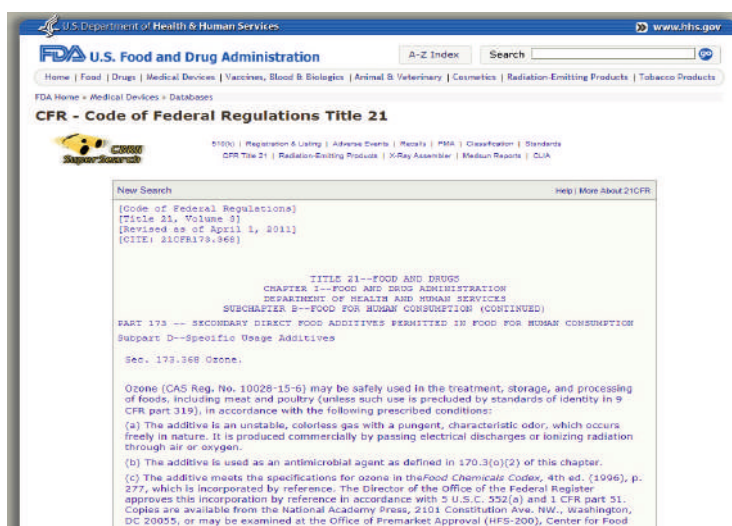 U.S. Department of Health & Human Services
www.hhs.gov
FDA U.S. Food and Drug Administration
A-Z Index
Search
GO
Home | Food | Drugs | Medical Devices | Vaccines, Blood & Biologics | Animal & Veterinary | Cosmetics | Radiation-Emitting Products | Tobacco Products
FDA Home » Medical Devices » Databases
CFR - Code of Federal Regulations Title 21
CDRH
SuperSearch
510(k) | Registration & Listing | Adverse Events | Recalls | PMA | Classification | Standards
CFR Title 21 | Radiation-Emitting Products | X-Ray Assembler | Medsun Reports | CLIA
New Search
Help | More About 21CFR
[Code of Federal Regulations]
[Title 21, Volume 3]
[Revised as of April 1, 2011]
[CITE: 21CFR173.368]
TITLE 21--FOOD AND DRUGS
CHAPTER I--FOOD AND DRUG ADMINISTRATION
DEPARTMENT OF HEALTH AND HUMAN SERVICES
SUBCHAPTER B--FOOD FOR HUMAN CONSUMPTION (CONTINUED)
PART 173 -- SECONDARY DIRECT FOOD ADDITIVES PERMITTED IN FOOD FOR HUMAN CONSUMPTION
Subpart D--Specific Usage Additives
Sec. 173.368 Ozone.
Ozone (CAS Reg. No. 10028-15-6) may be safely used in the treatment, storage, and processing
of foods, including meat and poultry (unless such use is precluded by standards of identity in 9
CFR part 319), in accordance with the following prescribed conditions:
(a) The additive is an unstable, colorless gas with a pungent, characteristic odor, which occurs
freely in nature. It is produced commercially by passing electrical discharges or ionizing radiation
through air or oxygen.
(b) The additive is used as an antimicrobial agent as defined in 170.3(o)(2) of this chapter.
(c) The additive meets the specifications for ozone in theFood Chemicals Codex, 4th ed. (1996), p.
277, which is incorporated by reference. The Director of the Office of the Federal Register
approves this incorporation by reference in accordance with 5 U.S.C. 552(a) and 1 CFR part 51.
Copies are available from the National Academy Press, 2101 Constitution Ave. NW., Washington,
DC 20055, or may be examined at the Office of Premarket Approval (HFS-200), Center for Food